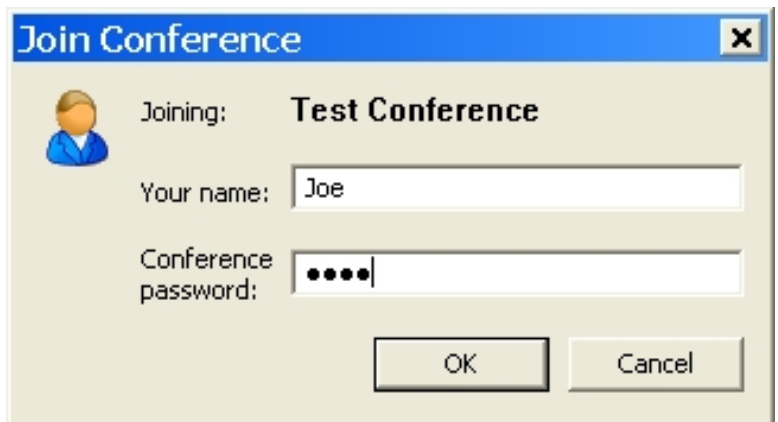 Join Conference
Joining: Test Conference
Your name: Joe
Conference
password: ●●●●
OK Cancel